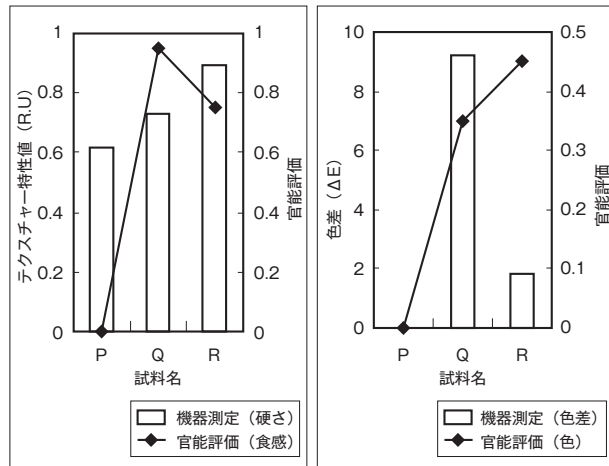 1
0.8
0.6
0.4
0.2
0
テクスチャー特性値（R.U）
1
0.8
0.6
0.4
0.2
0
官能評価
P Q R
試料名
機器測定（硬さ）
官能評価（食感）
10
8
6
4
2
0
色差（ΔE）
0.5
0.4
0.3
0.2
0.1
0
官能評価
P Q R
試料名
機器測定（色差）
官能評価（色）